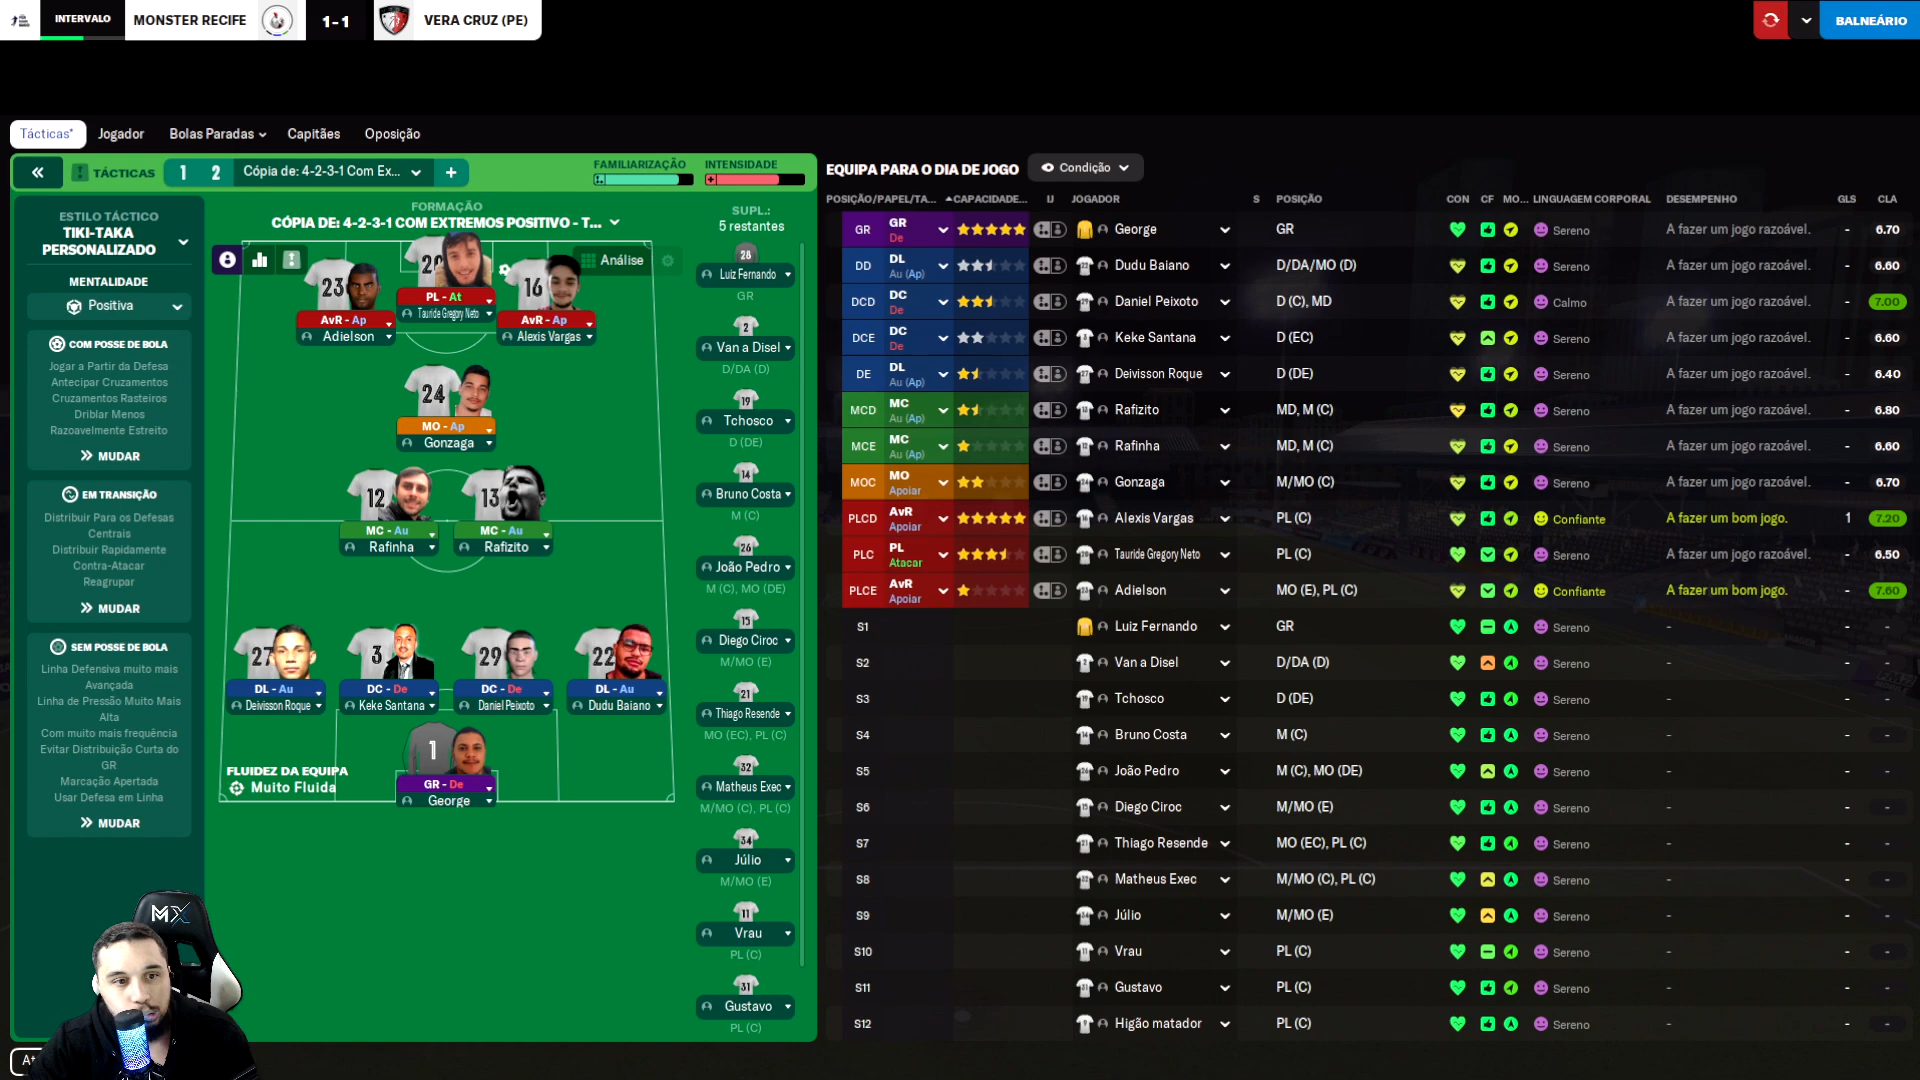 INTERVALO
MONSTER RECIFE
1-1
VERA CRUZ (PE)
BALNEÁRIO
Tácticas*
Jogador
Bolas Paradas
Capitães
Oposição
TÁCTICAS
1
2
Cópia de: 4-2-3-1 Com Ex...
FAMILIARIZAÇÃO
INTENSIDADE
ESTILO TÁCTICO
TIKI-TAKA
PERSONALIZADO
MENTALIDADE
Positiva
COM POSSE DE BOLA
Jogar a Partir da Defesa
Antecipar Cruzamentos
Cruzamentos Rasteiros
Driblar Menos
Razoavelmente Estreito
MUDAR
EM TRANSIÇÃO
Distribuir Para os Defesas
Centrais
Distribuir Rapidamente
Contra-Atacar
Reagrupar
MUDAR
SEM POSSE DE BOLA
Linha Defensiva muito mais
Avançada
Linha de Pressão Muito Mais
Alta
Com muito mais frequência
Evitar Distribuição Curta do
GR
Marcação Apertada
Usar Defesa em Linha
MUDAR
FORMAÇÃO
CÓPIA DE: 4-2-3-1 COM EXTREMOS POSITIVO - T...
Análise
23
AvR - Ap
Adielson
PL - At
Tauride Gregory Neto
16
AvR - Ap
Alexis Vargas
24
MO - Ap
Gonzaga
12
MC - Au
Rafinha
13
MC - Au
Rafizito
27
DL - Au
Deivisson Roque
3
DC - De
Keke Santana
29
DC - De
Daniel Peixoto
22
DL - Au
Dudu Baiano
1
GR - De
George
FLUIDEZ DA EQUIPA
Muito Fluida
SUPL.:
5 restantes
28
Luiz Fernando
GR
2
Van a Disel
D/DA (D)
19
Tchosco
D (DE)
14
Bruno Costa
M (C)
26
João Pedro
M (C), MO (DE)
15
Diego Ciroc
M/MO (E)
21
Thiago Resende
MO (EC), PL (C)
32
Matheus Exec
M/MO (C), PL (C)
34
Júlio
M/MO (E)
11
Vrau
PL (C)
31
Gustavo
PL (C)
EQUIPA PARA O DIA DE JOGO
Condição
POSIÇÃO/PAPEL/TA... CAPACIDADE... IJ JOGADOR S POSIÇÃO CON CF MO... LINGUAGEM CORPORAL DESEMPENHO GLS CLA
GR GR De George GR Sereno A fazer um jogo razoável. - 6.70
DD DL Au (Ap) Dudu Baiano D/DA/MO (D) Sereno A fazer um jogo razoável. - 6.60
DCD DC De Daniel Peixoto D (C), MD Calmo A fazer um jogo razoável. - 7.00
DCE DC De Keke Santana D (EC) Sereno A fazer um jogo razoável. - 6.60
DE DL Au (Ap) Deivisson Roque D (DE) Sereno A fazer um jogo razoável. - 6.40
MCD MC Au (Ap) Rafizito MD, M (C) Sereno A fazer um jogo razoável. - 6.80
MCE MC Au (Ap) Rafinha MD, M (C) Sereno A fazer um jogo razoável. - 6.60
MOC MO Apoiar Gonzaga M/MO (C) Sereno A fazer um jogo razoável. - 6.70
PLCD AvR Apoiar Alexis Vargas PL (C) Confiante A fazer um bom jogo. 1 7.20
PLC PL Atacar Tauride Gregory Neto PL (C) Sereno A fazer um jogo razoável. - 6.50
PLCE AvR Apoiar Adielson MO (E), PL (C) Confiante A fazer um bom jogo. - 7.60
S1 Luiz Fernando GR Sereno - - -
S2 Van a Disel D/DA (D) Sereno - - -
S3 Tchosco D (DE) Sereno - - -
S4 Bruno Costa M (C) Sereno - - -
S5 João Pedro M (C), MO (DE) Sereno - - -
S6 Diego Ciroc M/MO (E) Sereno - - -
S7 Thiago Resende MO (EC), PL (C) Sereno - - -
S8 Matheus Exec M/MO (C), PL (C) Sereno - - -
S9 Júlio M/MO (E) Sereno - - -
S10 Vrau PL (C) Sereno - - -
S11 Gustavo PL (C) Sereno - - -
S12 Higão matador PL (C) Sereno - - -
MX